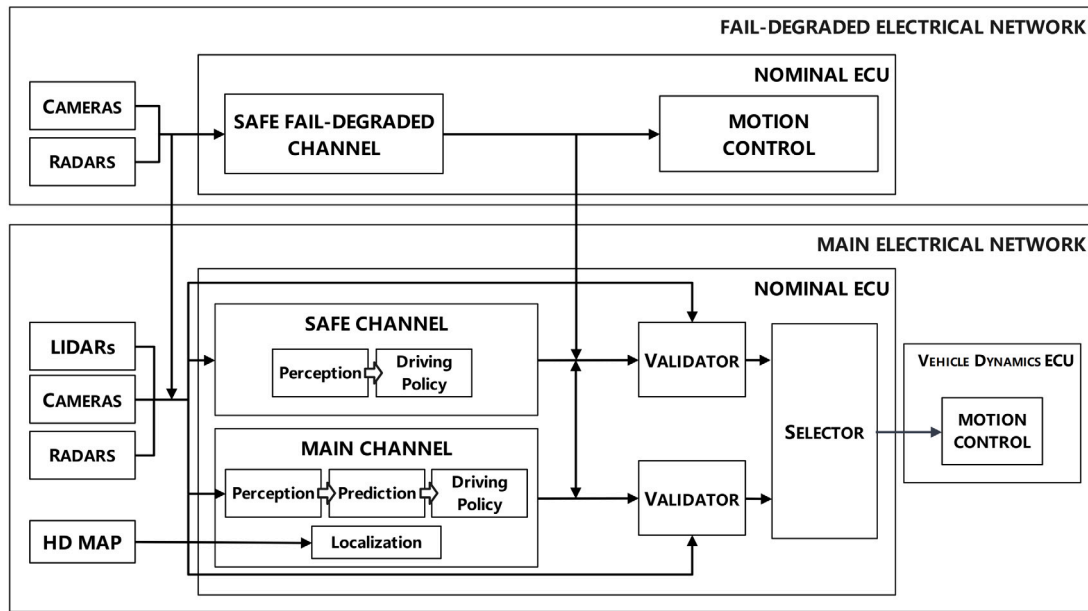 FAIL-DEGRADED ELECTRICAL NETWORK
NOMINAL ECU
CAMERAS
RADARS
SAFE FAIL-DEGRADED
CHANNEL
MOTION
CONTROL
MAIN ELECTRICAL NETWORK
NOMINAL ECU
LIDARs
CAMERAS
RADARS
HD MAP
SAFE CHANNEL
Perception
Driving
Policy
MAIN CHANNEL
Perception
Prediction
Driving
Policy
Localization
VALIDATOR
VALIDATOR
SELECTOR
VEHICLE DYNAMICS ECU
MOTION
CONTROL